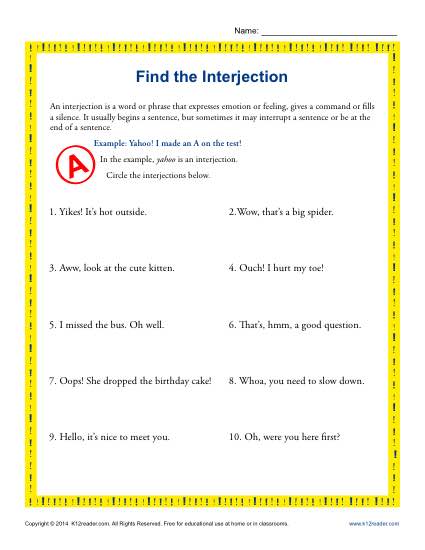 Name:
Find the Interjection
An interjection is a word or phrase that expresses emotion or feeling, gives a command or fills
a silence. It usually begins a sentence, but sometimes it may interrupt a sentence or be at the
end of a sentence.
Example: Yahoo! I made an A on the test!
A
In the example, yahoo is an interjection.
Circle the interjections below.
1. Yikes! It's hot outside.
2.Wow, that's a big spider.
3. Aww, look at the cute kitten.
4. Ouch! I hurt my toe!
5. I missed the bus. Oh well.
6. That's, hmm, a good question.
7. Oops! She dropped the birthday cake!
8. Whoa, you need to slow down.
9. Hello, it's nice to meet you.
10. Oh, were you here first?
Copyright © 2014 K12reader.com. All Rights Reserved. Free for educational use at home or in classrooms.
www.k12reader.com